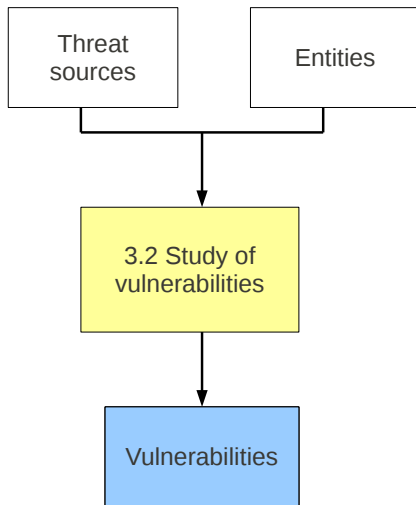 Threat
sources
Entities
3.2 Study of
vulnerabilities
Vulnerabilities